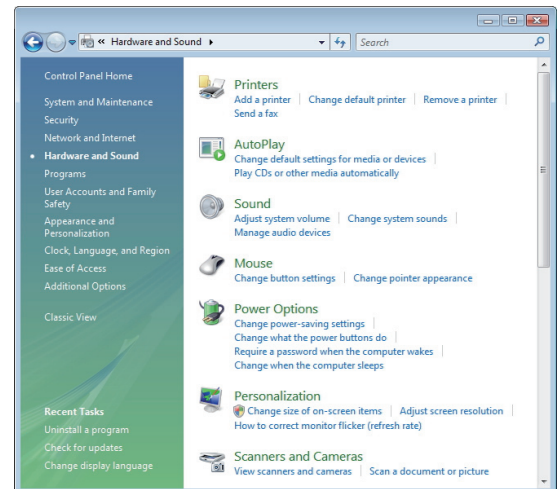 « Hardware and Sound
Search
Control Panel Home
System and Maintenance
Security
Network and Internet
• Hardware and Sound
Programs
User Accounts and Family
Safety
Appearance and
Personalization
Clock, Language, and Region
Ease of Access
Additional Options
Classic View
Recent Tasks
Uninstall a program
Check for updates
Change display language
Printers
Add a printer | Change default printer | Remove a printer |
Send a fax
AutoPlay
Change default settings for media or devices |
Play CDs or other media automatically
Sound
Adjust system volume | Change system sounds |
Manage audio devices
Mouse
Change button settings | Change pointer appearance
Power Options
Change power-saving settings |
Change what the power buttons do |
Require a password when the computer wakes |
Change when the computer sleeps
Personalization
Change size of on-screen items | Adjust screen resolution |
How to correct monitor flicker (refresh rate)
Scanners and Cameras
View scanners and cameras | Scan a document or picture